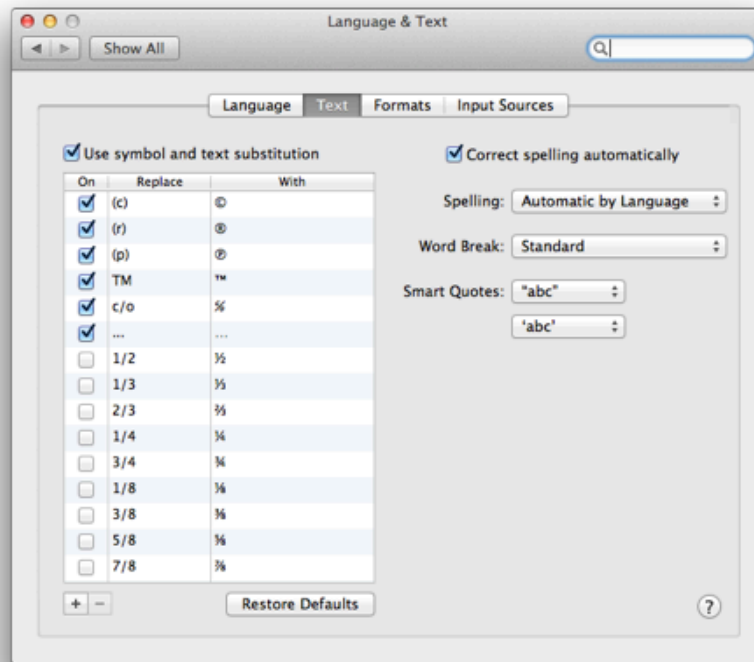 Language & Text
Show All
Language Text Formats Input Sources
Use symbol and text substitution
On Replace With
(c) ©
(r) ®
(p) ℗
TM ™
c/o ℅
... …
1/2 ½
1/3 ⅓
2/3 ⅔
1/4 ¼
3/4 ¾
1/8 ⅛
3/8 ⅜
5/8 ⅝
7/8 ⅞
+ − Restore Defaults
Correct spelling automatically
Spelling: Automatic by Language
Word Break: Standard
Smart Quotes: "abc"
'abc'
?